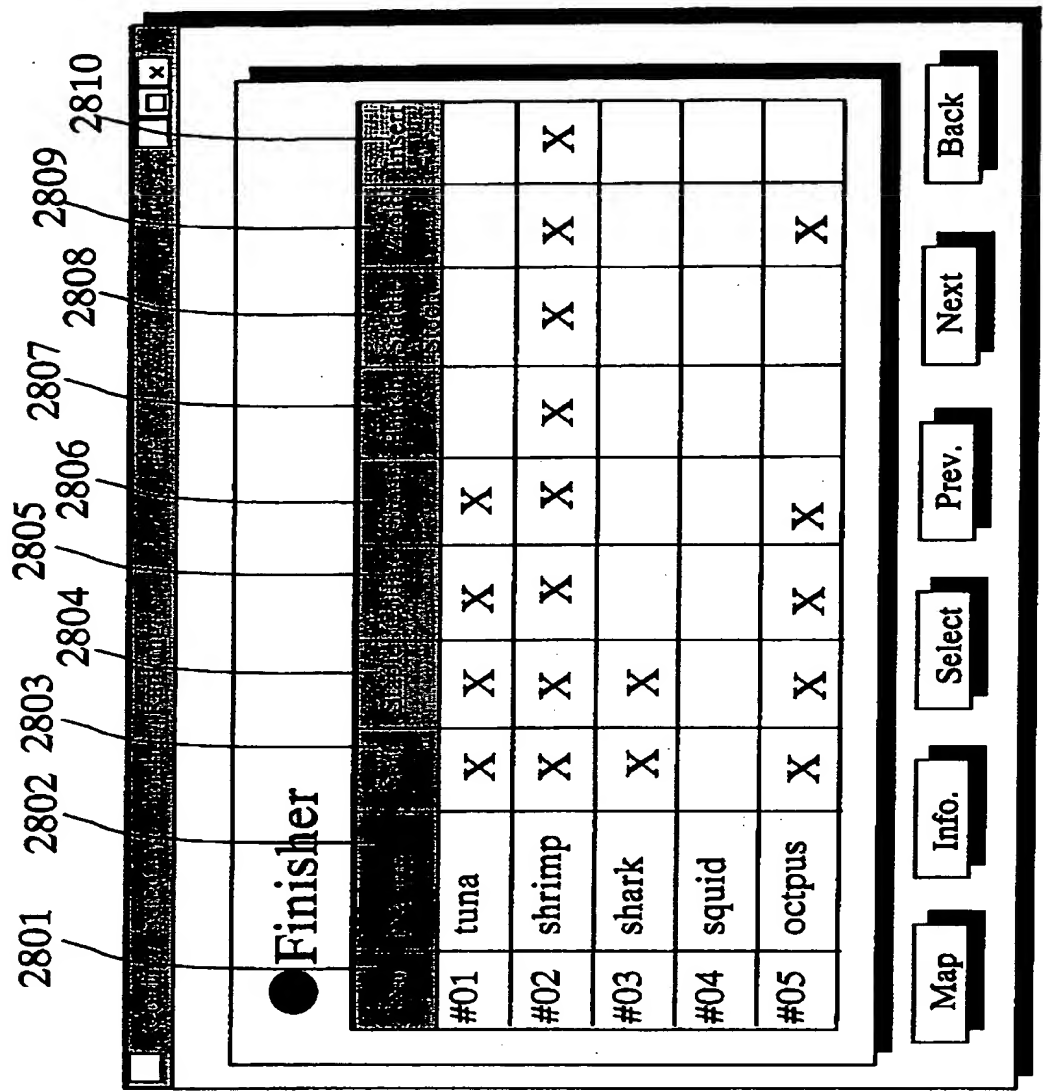 2801 2802 2803 2804 2805 2806 2807 2808 2809 2810
×
Finisher
#01 tuna X X X X
#02 shrimp X X X X X X X X
#03 shark X X
#04 squid
#05 octpus X X X X X
Map Info. Select Prev. Next Back